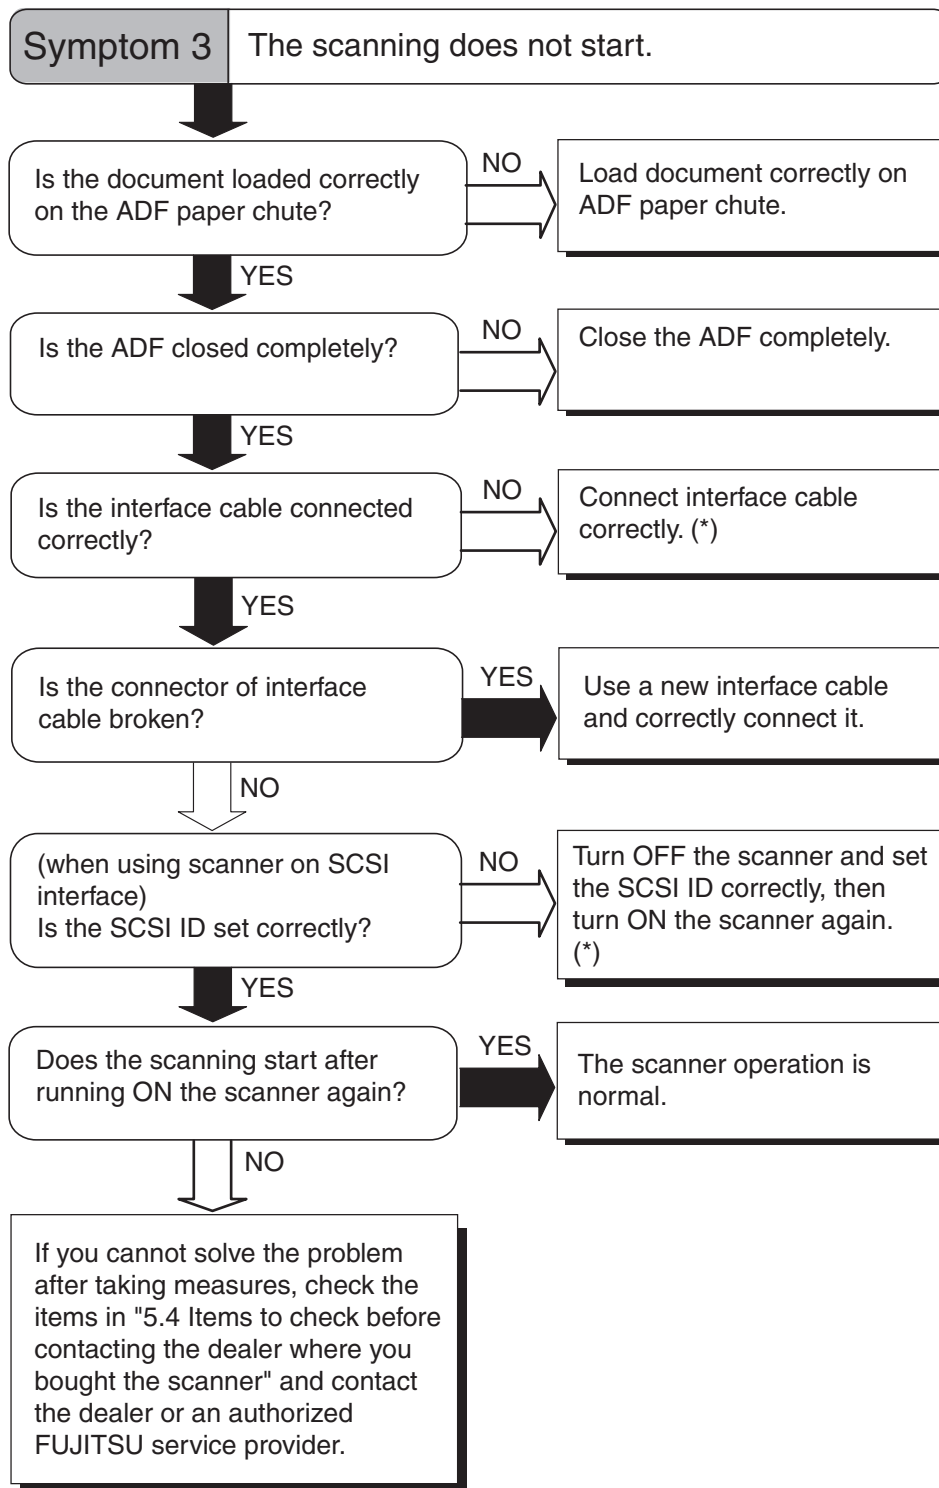 Symptom 3
The scanning does not start.
Is the document loaded correctly
on the ADF paper chute?
NO
Load document correctly on
ADF paper chute.
YES
Is the ADF closed completely?
NO
Close the ADF completely.
YES
Is the interface cable connected
correctly?
NO
Connect interface cable
correctly. (*)
YES
Is the connector of interface
cable broken?
YES
Use a new interface cable
and correctly connect it.
NO
(when using scanner on SCSI
interface)
Is the SCSI ID set correctly?
NO
Turn OFF the scanner and set
the SCSI ID correctly, then
turn ON the scanner again.
(*)
YES
Does the scanning start after
running ON the scanner again?
YES
The scanner operation is
normal.
NO
If you cannot solve the problem
after taking measures, check the
items in "5.4 Items to check before
contacting the dealer where you
bought the scanner" and contact
the dealer or an authorized
FUJITSU service provider.